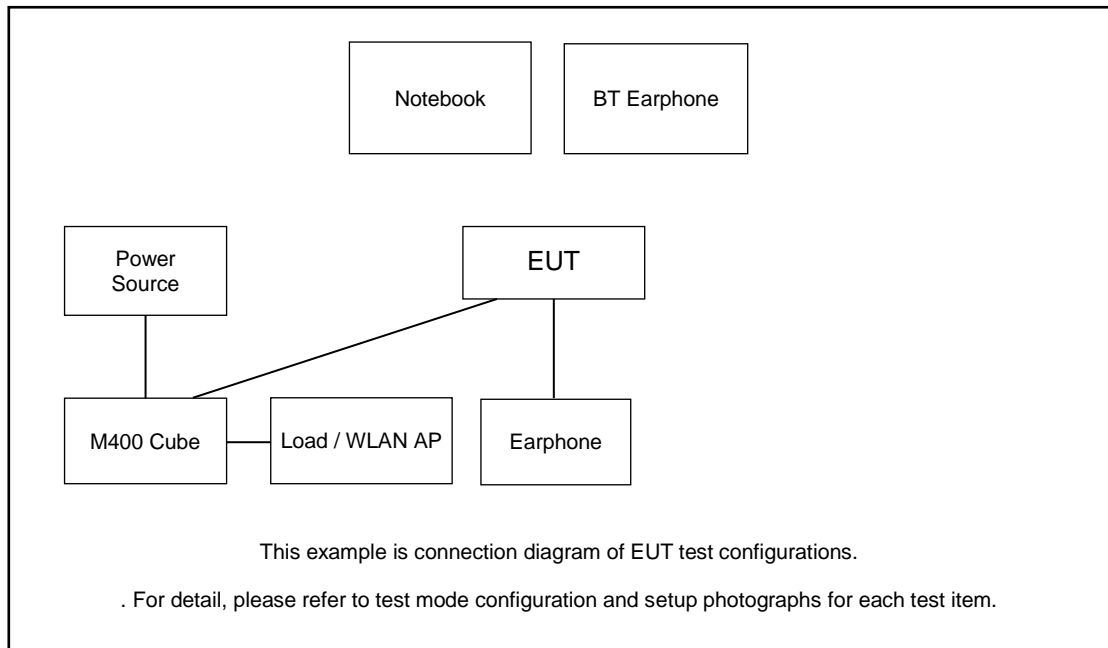 Notebook
BT Earphone
Power
Source
EUT
M400 Cube
Load / WLAN AP
Earphone
This example is connection diagram of EUT test configurations.
. For detail, please refer to test mode configuration and setup photographs for each test item.